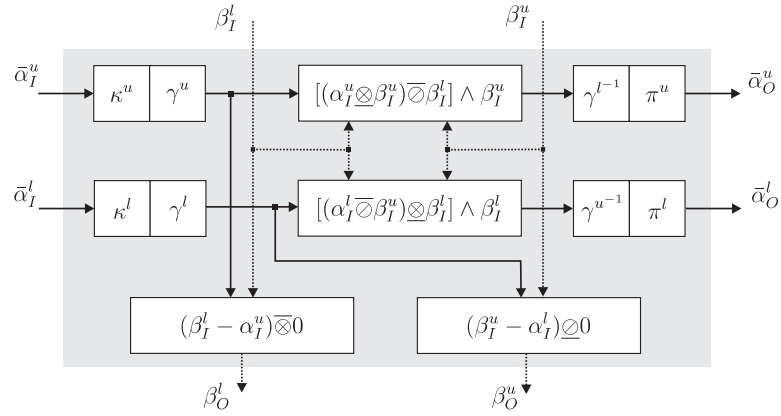 β_I^l β_I^u
ᾱ_I^u κ^u γ^u [(α_I^u ⊗̲ β_I^u) ⊘̅ β_I^l] ∧ β_I^u γ^{l^{-1}} π^u ᾱ_O^u
ᾱ_I^l κ^l γ^l [(α_I^l ⊘̅ β_I^u) ⊗̲ β_I^l] ∧ β_I^l γ^{u^{-1}} π^l ᾱ_O^l
(β_I^l − α_I^u) ⊗̅ 0 (β_I^u − α_I^l) ⊘̲ 0
β_O^l β_O^u